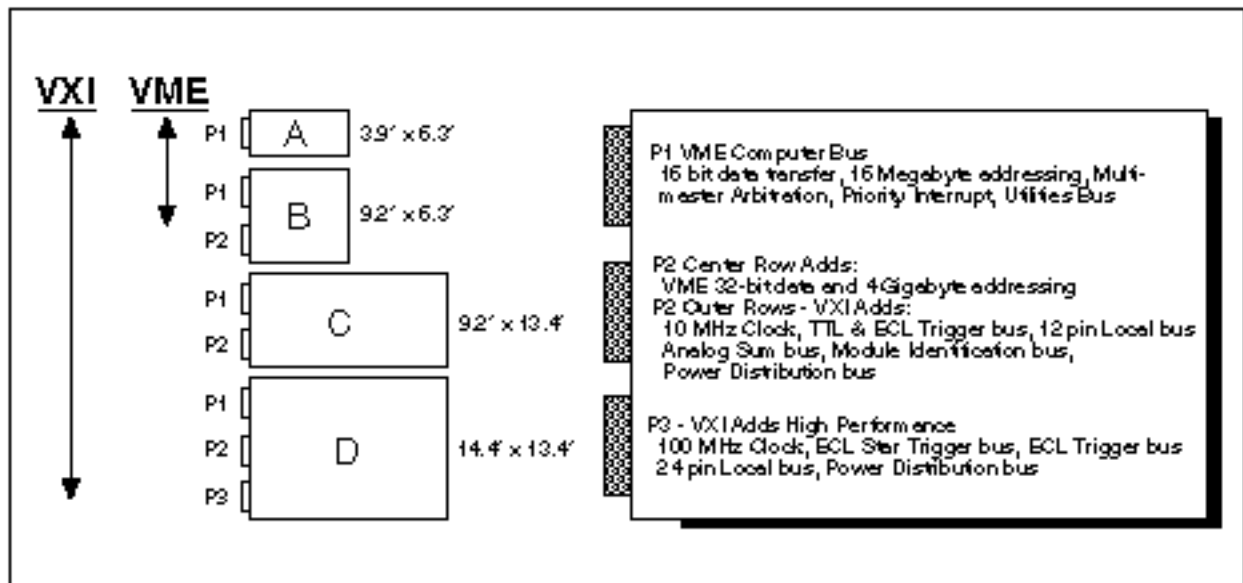 VXI VME
P1 A 3.9" x 6.3"
P1
B 9.2" x 6.3"
P2
P1
C 9.2" x 13.4"
P2
P1
P2 D 14.4" x 13.4"
P3
P1 VME Computer Bus
16 bit data transfer, 16 Megabyte addressing, Multi-
master Arbitration, Priority Interrupt, Utilities Bus
P2 Center Row Adds:
VME 32-bit data and 4 Gigabyte addressing
P2 Outer Rows - VXI Adds:
10 MHz Clock, TTL & ECL Trigger bus, 12 pin Local bus
Analog Sum bus, Module Identification bus,
Power Distribution bus
P3 - VXI Adds High Performance
100 MHz Clock, ECL Star Trigger bus, ECL Trigger bus
24 pin Local bus, Power Distribution bus